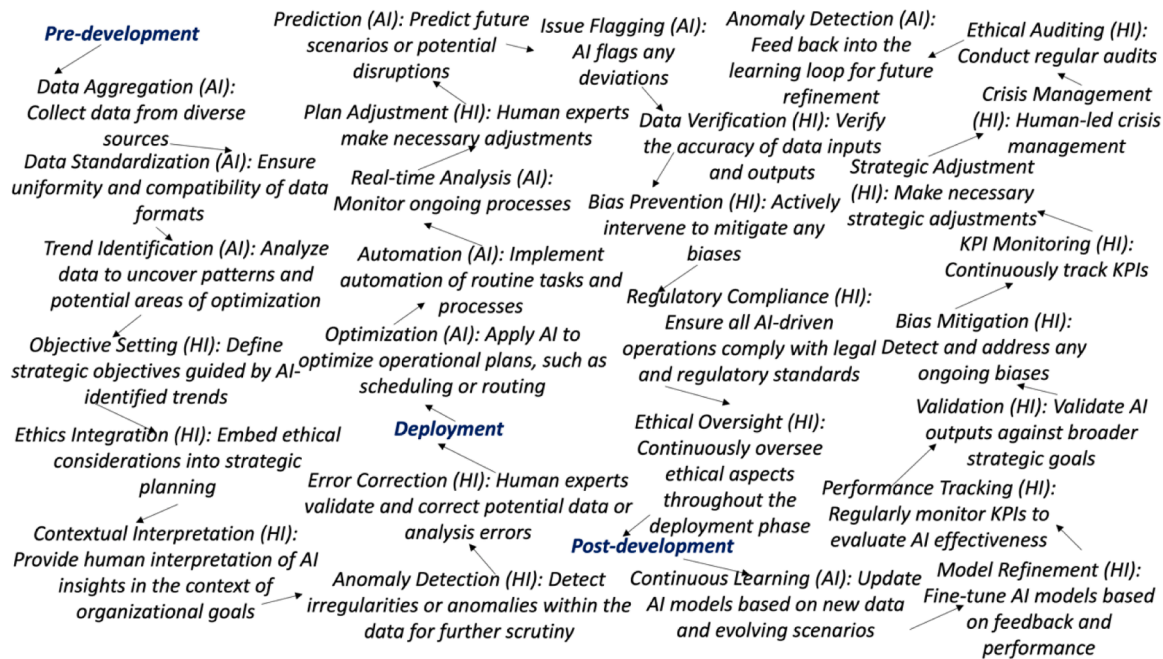 Pre-development
Data Aggregation (AI):
Collect data from diverse
sources
Data Standardization (AI): Ensure
uniformity and compatibility of data
formats
Trend Identification (AI): Analyze
data to uncover patterns and
potential areas of optimization
Objective Setting (HI): Define
strategic objectives guided by AI-
identified trends
Ethics Integration (HI): Embed ethical
considerations into strategic
planning
Contextual Interpretation (HI):
Provide human interpretation of AI
insights in the context of
organizational goals
Anomaly Detection (HI): Detect
irregularities or anomalies within the
data for further scrutiny
Error Correction (HI): Human experts
validate and correct potential data or
analysis errors
Deployment
Optimization (AI): Apply AI to
optimize operational plans, such as
scheduling or routing
Automation (AI): Implement
automation of routine tasks and
processes
Real-time Analysis (AI):
Monitor ongoing processes
Plan Adjustment (HI): Human experts
make necessary adjustments
Prediction (AI): Predict future
scenarios or potential
disruptions
Issue Flagging (AI):
AI flags any
deviations
Data Verification (HI): Verify
the accuracy of data inputs
and outputs
Bias Prevention (HI): Actively
intervene to mitigate any
biases
Regulatory Compliance (HI):
Ensure all AI-driven
operations comply with legal
and regulatory standards
Ethical Oversight (HI):
Continuously oversee
ethical aspects
throughout the
deployment phase
Post-development
Continuous Learning (AI): Update
AI models based on new data
and evolving scenarios
Model Refinement (HI):
Fine-tune AI models based
on feedback and
performance
Performance Tracking (HI):
Regularly monitor KPIs to
evaluate AI effectiveness
Validation (HI): Validate AI
outputs against broader
strategic goals
Bias Mitigation (HI):
Detect and address any
ongoing biases
KPI Monitoring (HI):
Continuously track KPIs
Strategic Adjustment
(HI): Make necessary
strategic adjustments
Crisis Management
(HI): Human-led crisis
management
Ethical Auditing (HI):
Conduct regular audits
Anomaly Detection (AI):
Feed back into the
learning loop for future
refinement